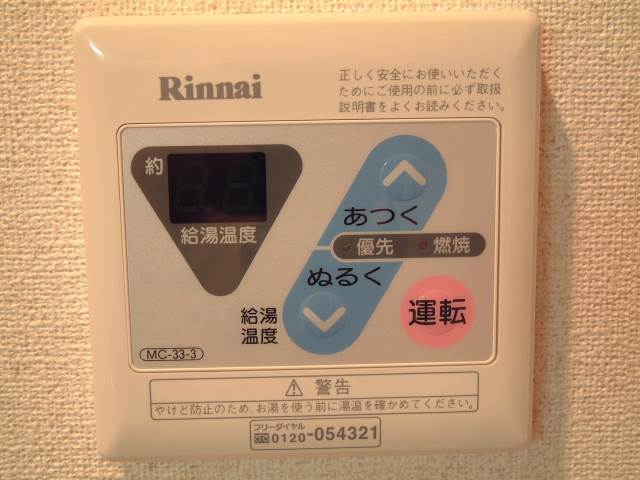 Rinnai
正しく安全にお使いいただく
ためにご使用の前に必ず取扱
説明書をよくお読みください。
約
給湯温度
あつく
優先 燃焼
ぬるく
給湯
温度
運転
MC-33-3
⚠ 警告
やけど防止のため、お湯を使う前に湯温を確かめてください。
フリーダイヤル
0120-054321